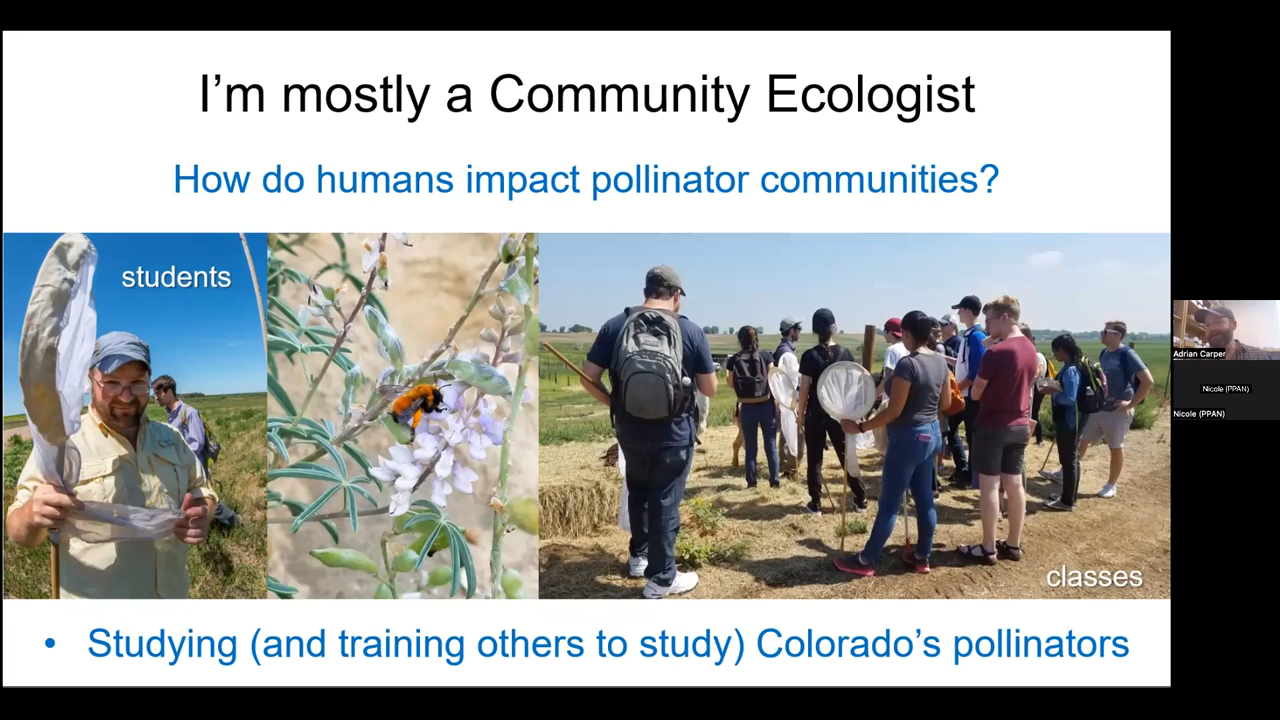 I'm mostly a Community Ecologist
How do humans impact pollinator communities?
students
classes
• Studying (and training others to study) Colorado's pollinators
Adrian Carper
Nicole (PPAN)
Nicole (PPAN)